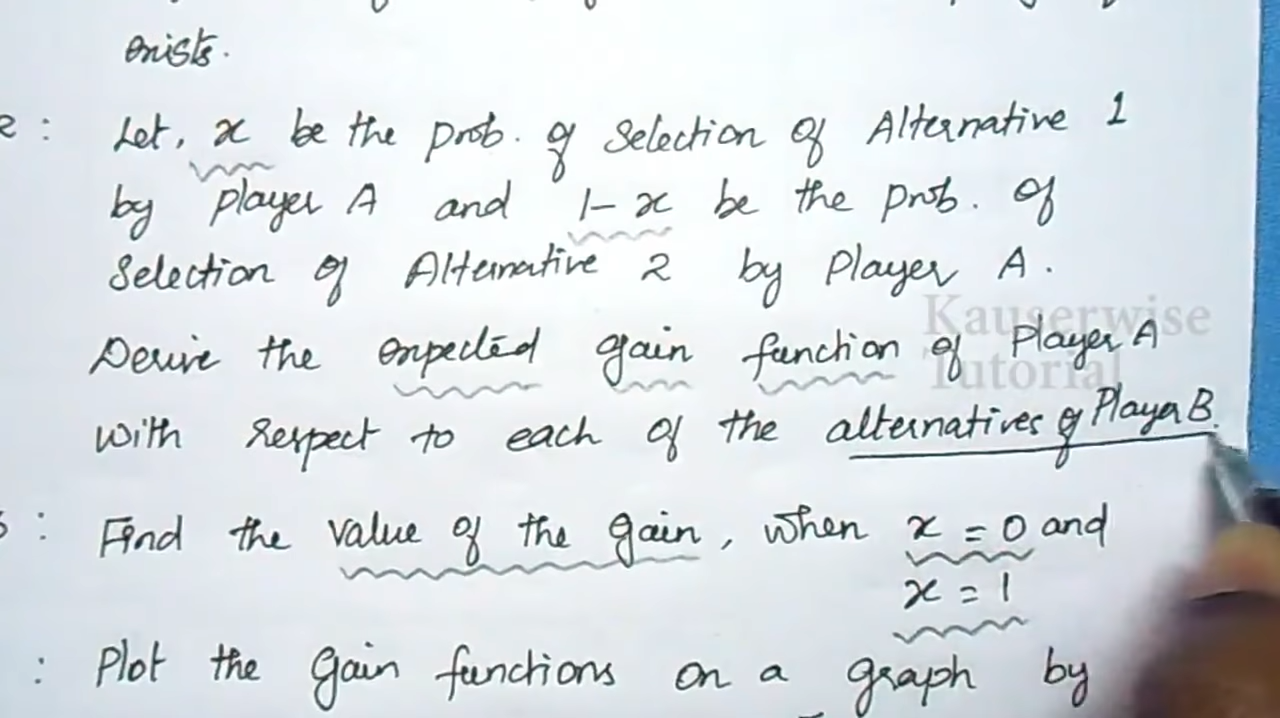 exists.
2 : Let, x be the prob. of Selection of Alternative 1
by player A and 1-x be the prob. of
Selection of Alternative 2 by Player A.
Derive the expected gain function of Player A
with respect to each of the alternatives of Player B.
: Find the value of the gain, when x = 0 and
x = 1
: Plot the gain functions on a graph by
Kauserwise
Tutorial